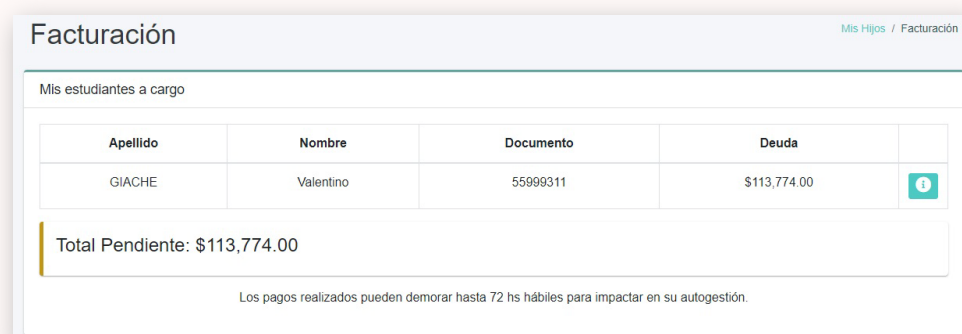 Facturación
Mis Hijos / Facturación
Mis estudiantes a cargo
Apellido Nombre Documento Deuda
GIACHE Valentino 55999311 $113,774.00
Total Pendiente: $113,774.00
Los pagos realizados pueden demorar hasta 72 hs hábiles para impactar en su autogestión.